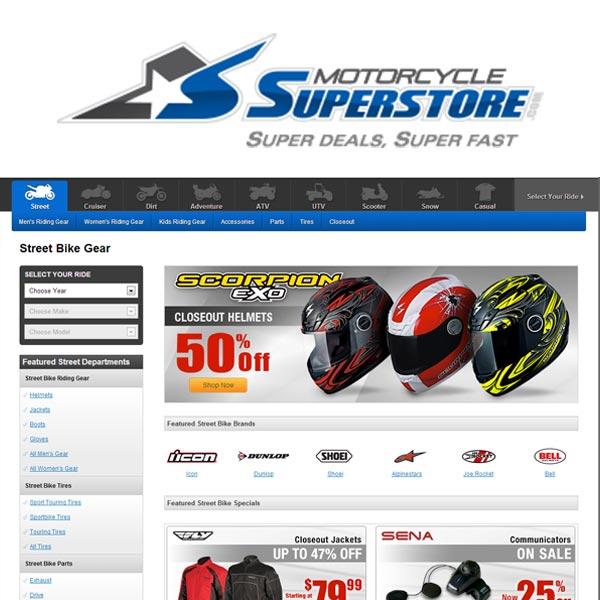 MOTORCYCLE
SUPERSTORE.COM
SUPER DEALS, SUPER FAST
Street Cruiser Dirt Adventure ATV UTV Scooter Snow Casual Select Your Ride
Men's Riding Gear Women's Riding Gear Kids Riding Gear Accessories Parts Tires Closeout
Street Bike Gear
SELECT YOUR RIDE
Choose Year
Choose Make
Choose Model
Featured Street Departments
Street Bike Riding Gear
Helmets
Jackets
Boots
Gloves
All Men's Gear
All Women's Gear
Street Bike Tires
Sport Touring Tires
Sportbike Tires
Touring Tires
All Tires
Street Bike Parts
Exhaust
Drive
SCORPION
EXO
CLOSEOUT HELMETS
50% Off
Shop Now
Featured Street Bike Brands
ICON DUNLOP SHOEI BELL
Icon Dunlop Shoei Alpinestars Joe Rocket Bell
Featured Street Bike Specials
FLY
Closeout Jackets
UP TO 47% OFF
Starting at $79.99
SENA
Communicators
ON SALE
Now 25%